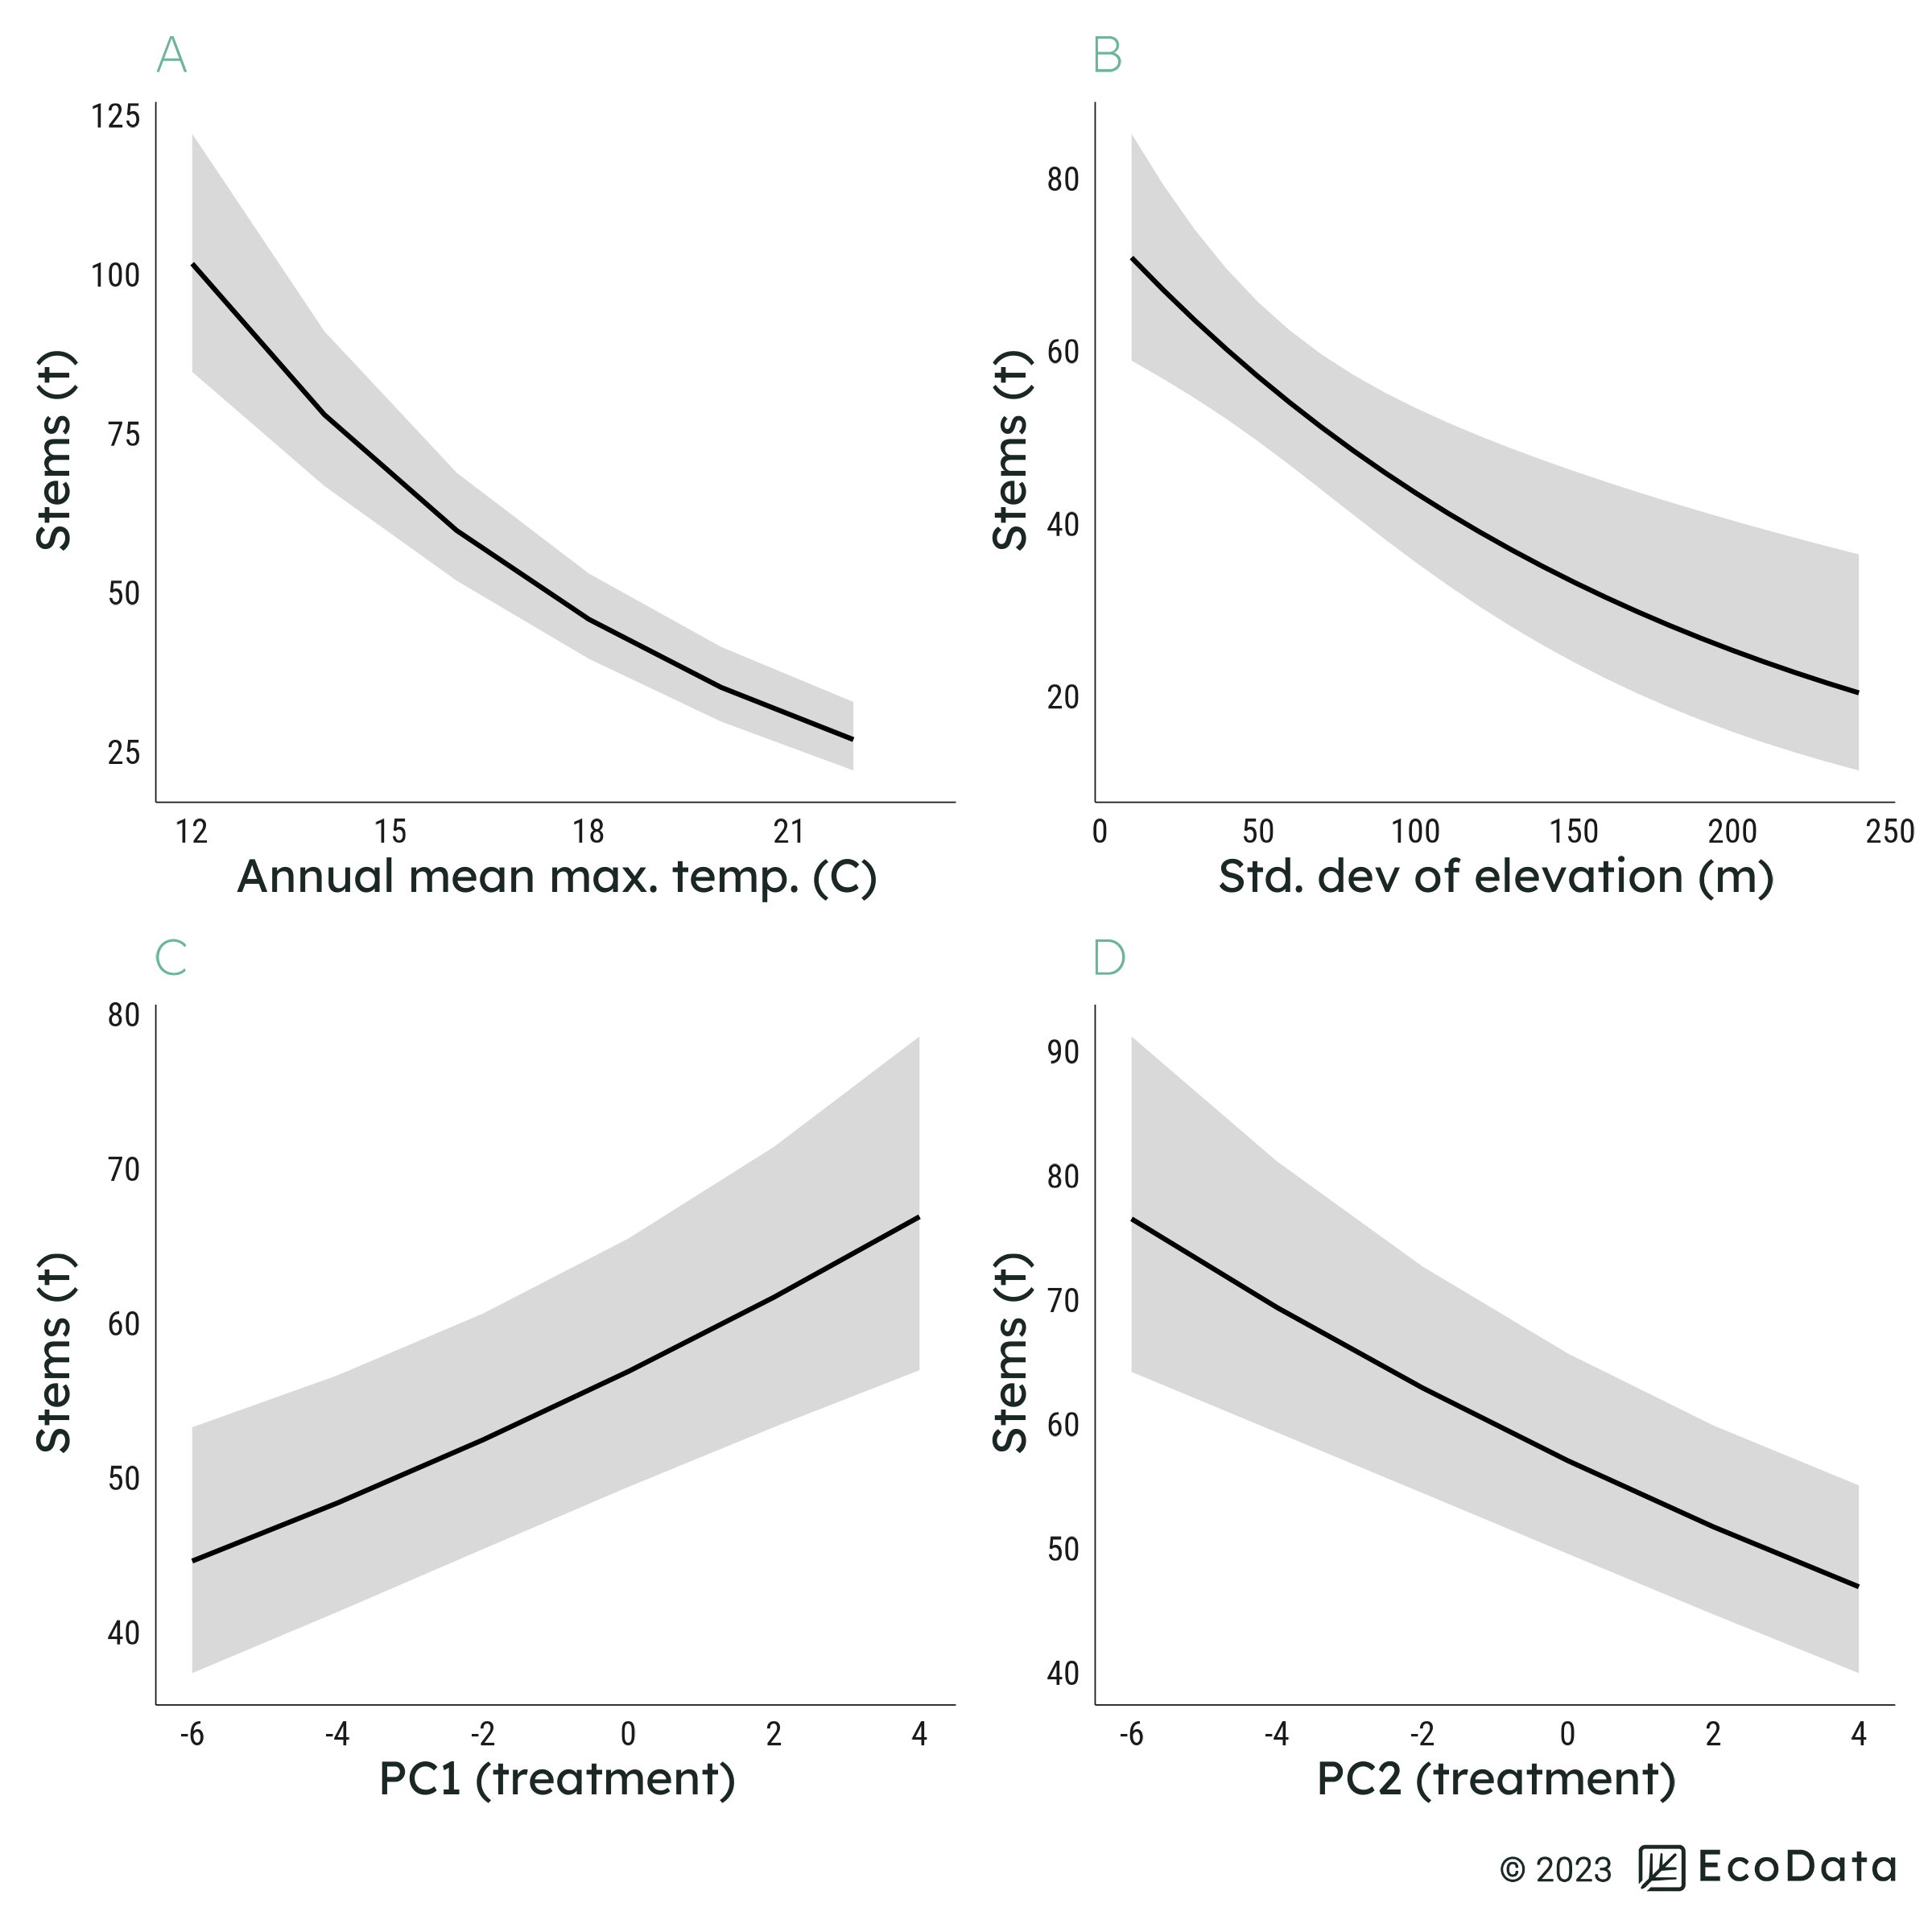 A
125
100
75
50
25
Stems (t)
12 15 18 21
Annual mean max. temp. (C)
B
80
60
40
20
Stems (t)
0 50 100 150 200 250
Std. dev of elevation (m)
C
80
70
60
50
40
Stems (t)
-6 -4 -2 0 2 4
PC1 (treatment)
D
90
80
70
60
50
40
Stems (t)
-6 -4 -2 0 2 4
PC2 (treatment)
© 2023 EcoData